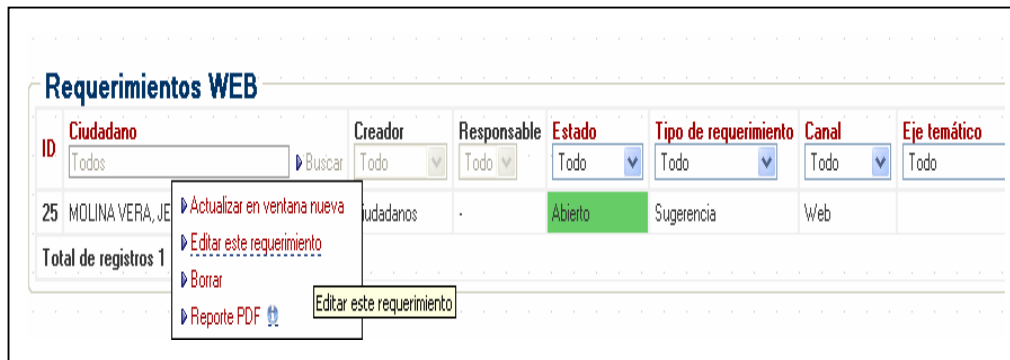 Requerimientos WEB
ID Ciudadano Creador Responsable Estado Tipo de requerimiento Canal Eje temático
Todos Buscar Todo Todo Todo Todo Todo Todo
25 MOLINA VERA, JE iudadanos - Abierto Sugerencia Web
Total de registros 1
Actualizar en ventana nueva
Editar este requerimiento
Borrar
Reporte PDF
Editar este requerimiento